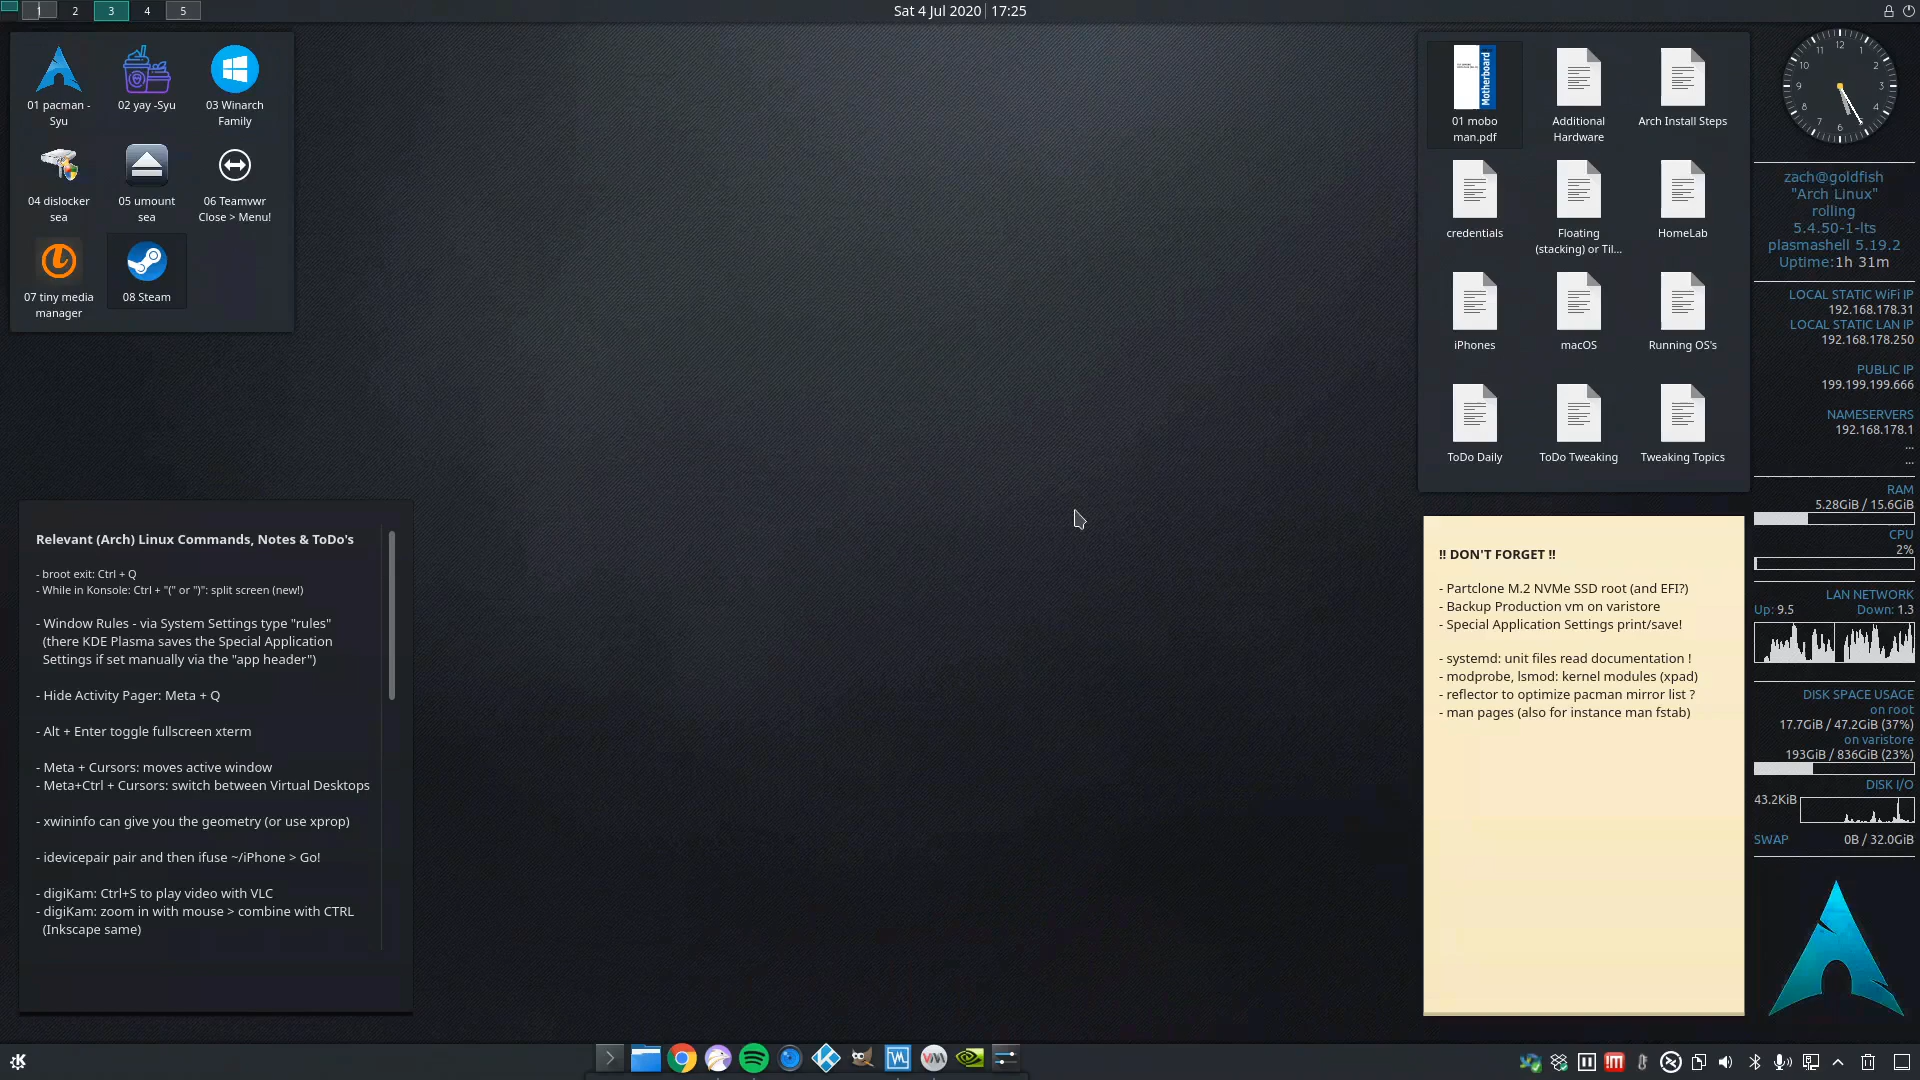 1 2 3 4 5
Sat 4 Jul 2020 17:25
01 pacman -
Syu
02 yay -Syu
03 Winarch
Family
04 dislocker
sea
05 umount
sea
06 Teamvwr
Close > Menu!
07 tiny media
manager
08 Steam
Relevant (Arch) Linux Commands, Notes & ToDo's
- broot exit: Ctrl + Q
- While in Konsole: Ctrl + "(" or ")": split screen (new!)
- Window Rules - via System Settings type "rules"
(there KDE Plasma saves the Special Application
Settings if set manually via the "app header")
- Hide Activity Pager: Meta + Q
- Alt + Enter toggle fullscreen xterm
- Meta + Cursors: moves active window
- Meta+Ctrl + Cursors: switch between Virtual Desktops
- xwininfo can give you the geometry (or use xprop)
- idevicepair pair and then ifuse ~/iPhone > Go!
- digiKam: Ctrl+S to play video with VLC
- digiKam: zoom in with mouse > combine with CTRL
(Inkscape same)
Motherboard
01 mobo
man.pdf
Additional
Hardware
Arch Install Steps
credentials
Floating
(stacking) or Til...
HomeLab
iPhones
macOS
Running OS's
ToDo Daily
ToDo Tweaking
Tweaking Topics
!! DON'T FORGET !!
- Partclone M.2 NVMe SSD root (and EFI?)
- Backup Production vm on varistore
- Special Application Settings print/save!
- systemd: unit files read documentation !
- modprobe, lsmod: kernel modules (xpad)
- reflector to optimize pacman mirror list ?
- man pages (also for instance man fstab)
12
1
2
3
4
5
6
7
8
9
10
11
zach@goldfish
"Arch Linux"
rolling
5.4.50-1-lts
plasmashell 5.19.2
Uptime:1h 31m
LOCAL STATIC WiFi IP
192.168.178.31
LOCAL STATIC LAN IP
192.168.178.250
PUBLIC IP
199.199.199.666
NAMESERVERS
192.168.178.1
...
...
RAM
5.28GiB / 15.6GiB
CPU
2%
LAN NETWORK
Up: 9.5 Down: 1.3
DISK SPACE USAGE
on root
17.7GiB / 47.2GiB (37%)
on varistore
193GiB / 836GiB (23%)
DISK I/O
43.2KiB
SWAP 0B / 32.0GiB